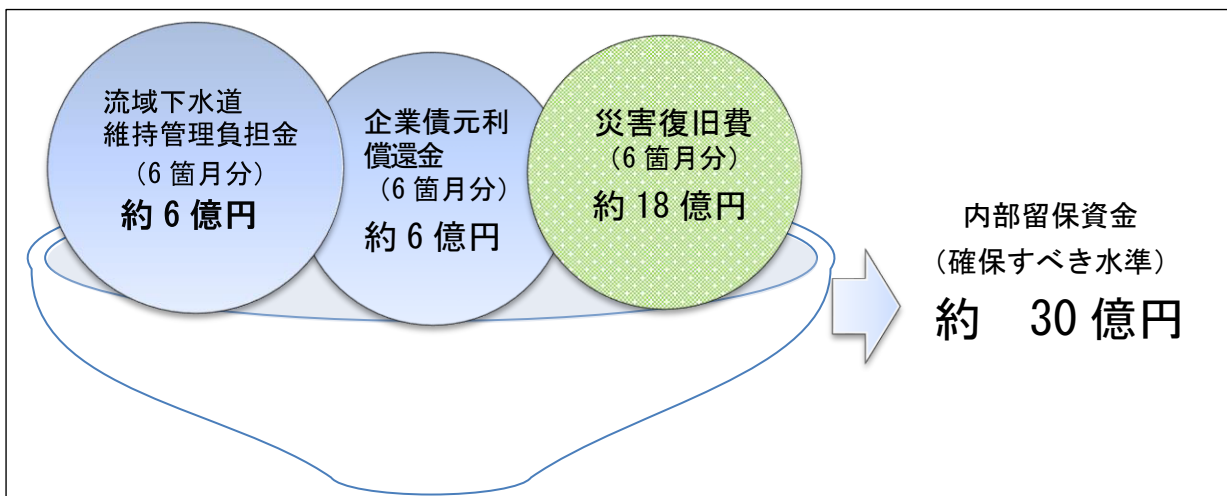 流域下水道
維持管理負担金
（6 箇月分）
約 6 億円
企業債元利
償還金
（6 箇月分）
約 6 億円
災害復旧費
（6 箇月分）
約 18 億円
内部留保資金
（確保すべき水準）
約　30 億円